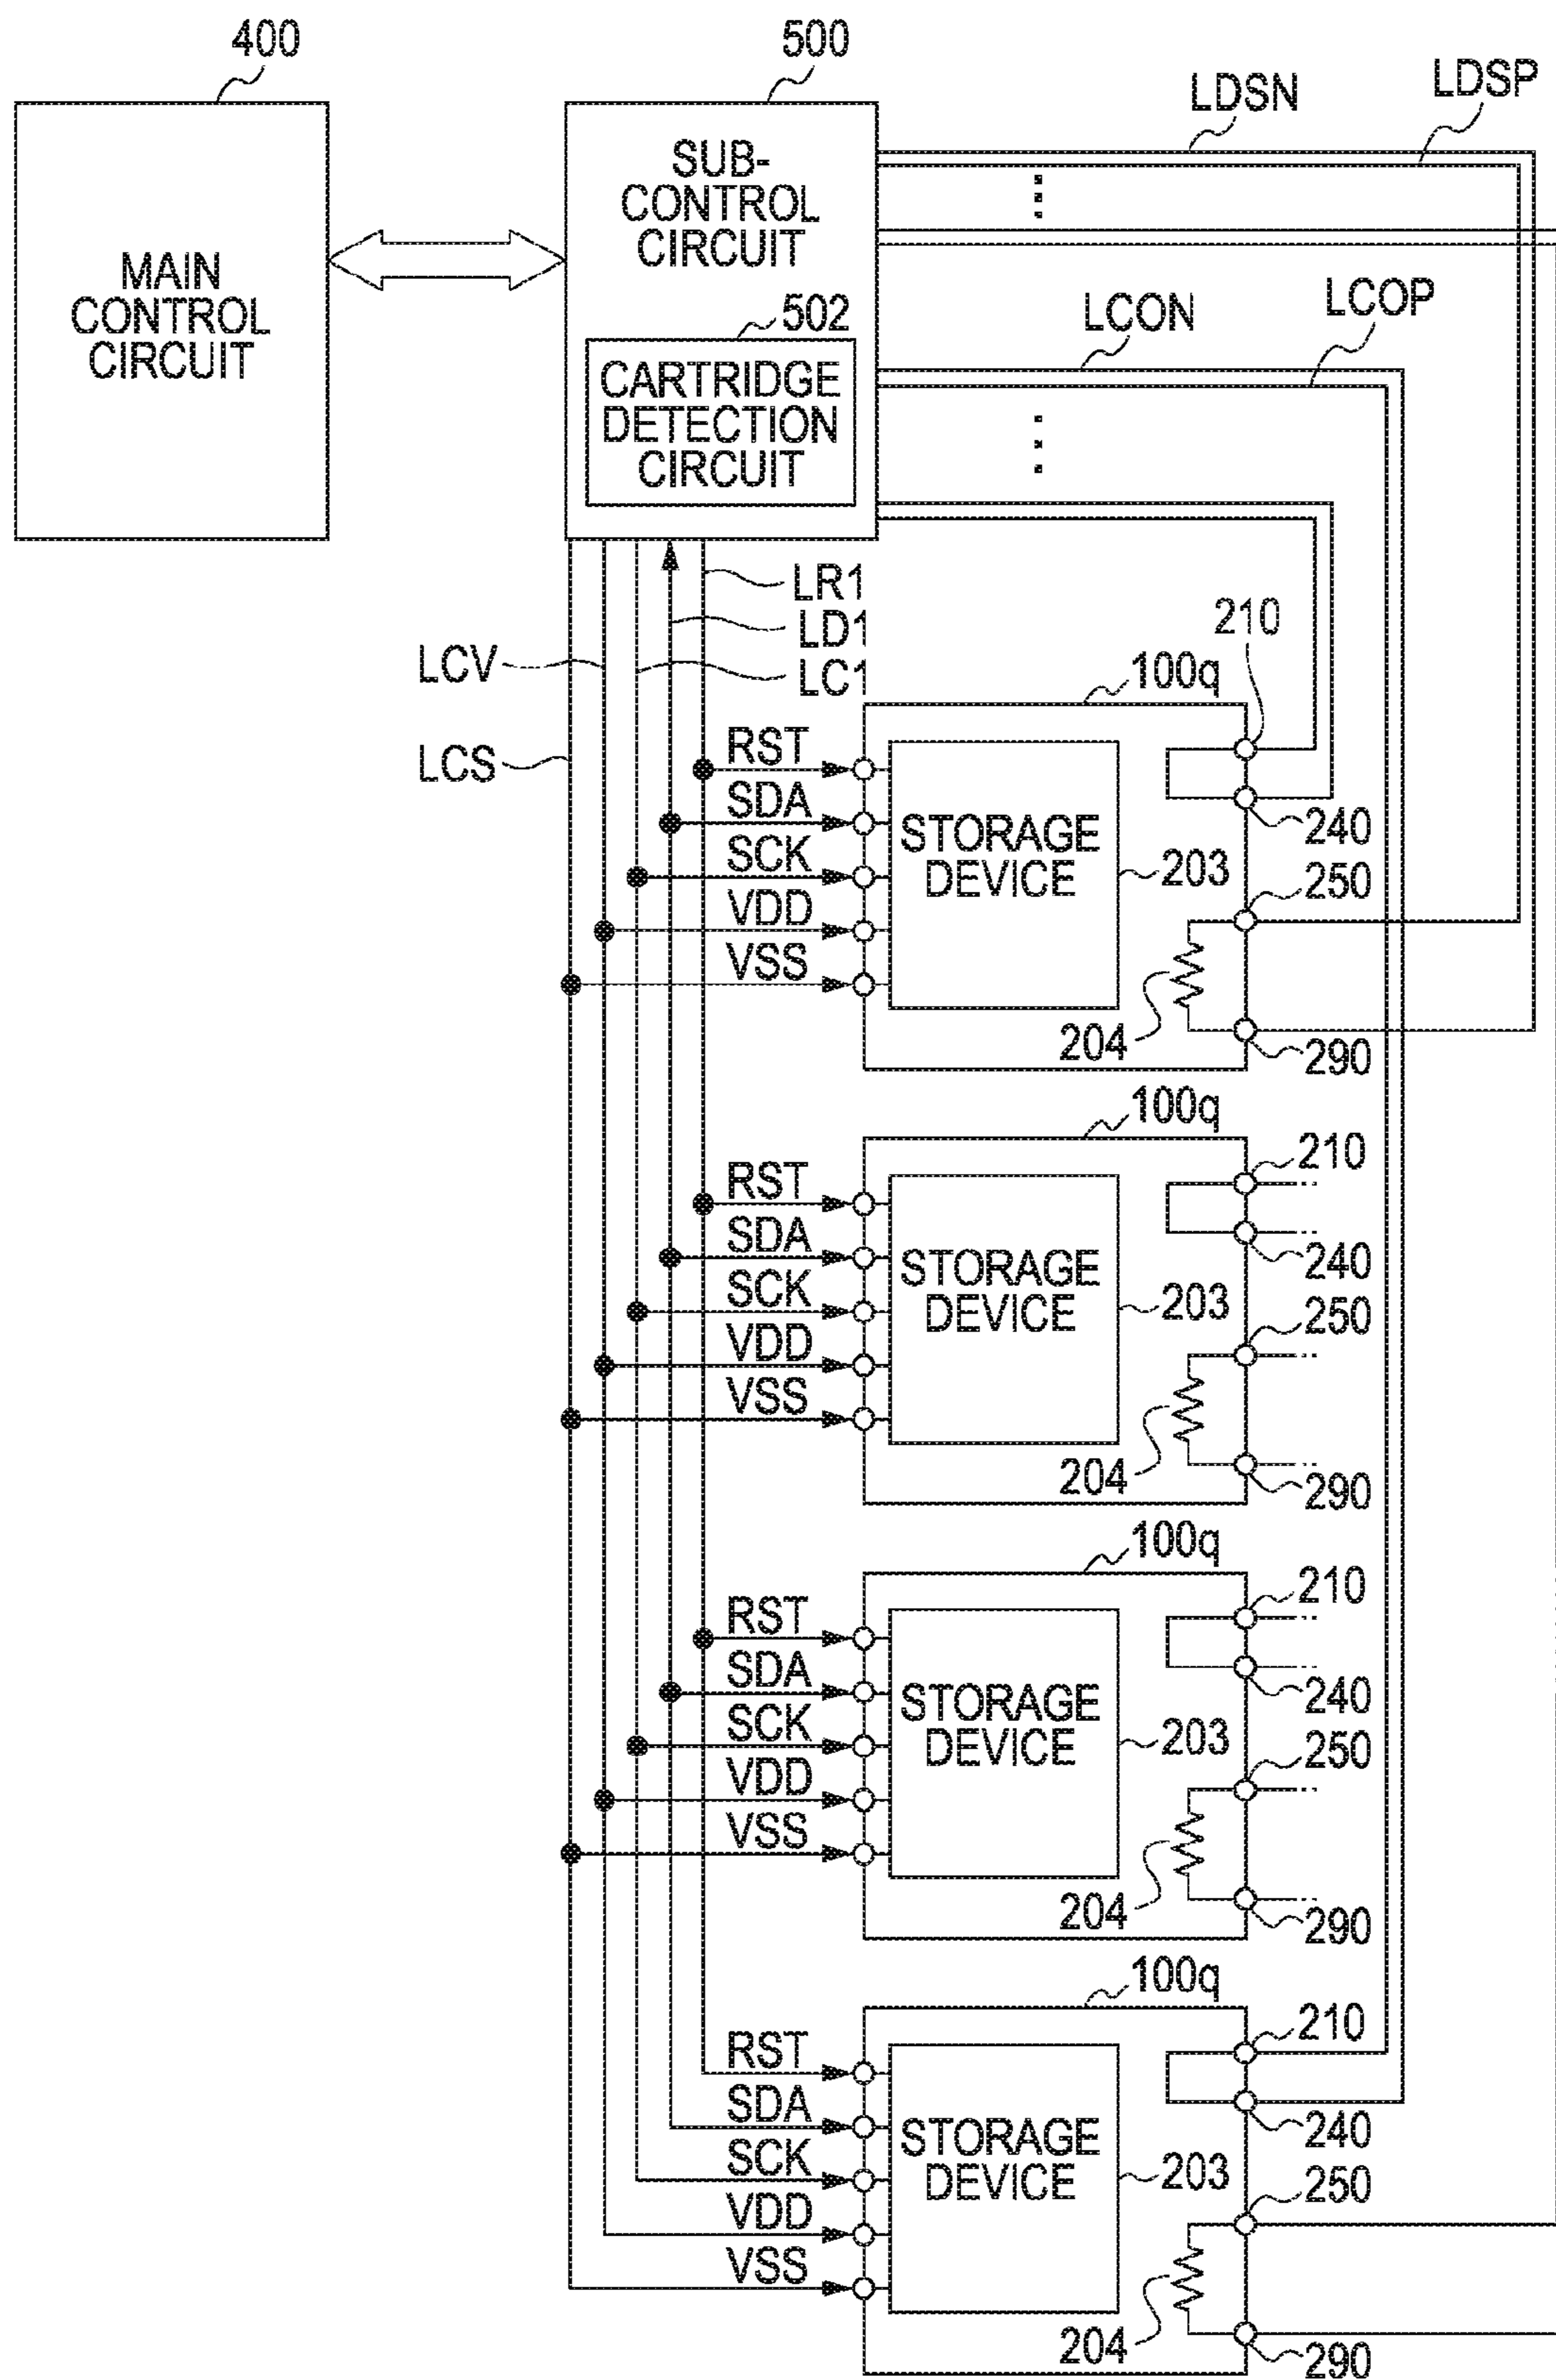 400
500
LDSN
LDSP
MAIN
CONTROL
CIRCUIT
SUB-
CONTROL
CIRCUIT
502
CARTRIDGE
DETECTION
CIRCUIT
LCON
LCOP
LR1
LD1
LC1
LCV
LCS
100q
210
RST
SDA
SCK
VDD
VSS
STORAGE
DEVICE
203
240
250
204
290
100q
210
RST
SDA
SCK
VDD
VSS
STORAGE
DEVICE
203
240
250
204
290
100q
210
RST
SDA
SCK
VDD
VSS
STORAGE
DEVICE
203
240
250
204
290
100q
210
RST
SDA
SCK
VDD
VSS
STORAGE
DEVICE
203
240
250
204
290